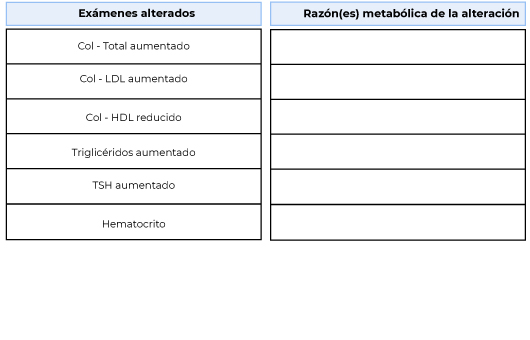 Exámenes alterados
Razón(es) metabólica de la alteración
Col - Total aumentado
Col - LDL aumentado
Col - HDL reducido
Triglicéridos aumentado
TSH aumentado
Hematocrito